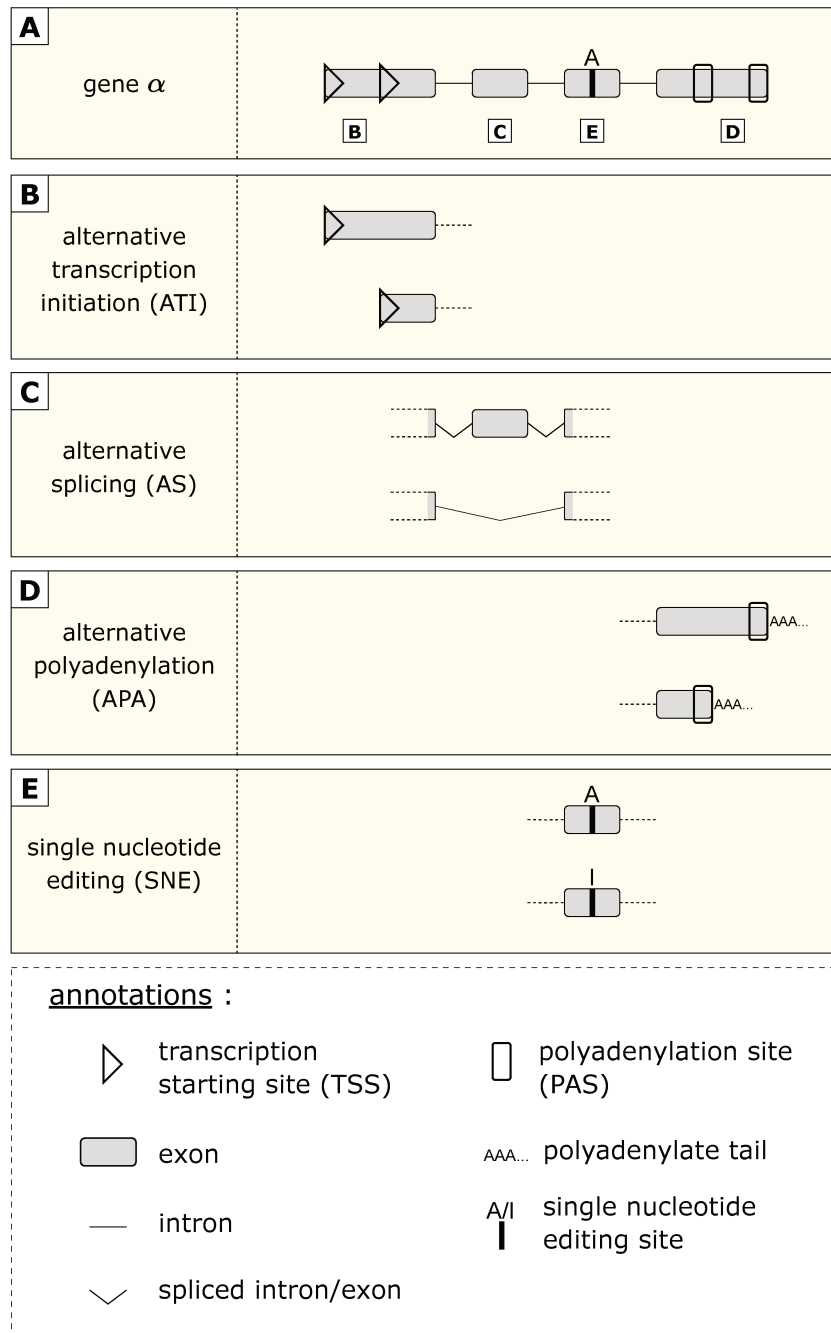 A
gene α
A
B
C
E
D
B
alternative
transcription
initiation (ATI)
C
alternative
splicing (AS)
D
alternative
polyadenylation
(APA)
AAA...
AAA...
E
single nucleotide
editing (SNE)
A
I
annotations :
transcription
starting site (TSS)
exon
intron
spliced intron/exon
polyadenylation site
(PAS)
AAA... polyadenylate tail
A/I
single nucleotide
editing site